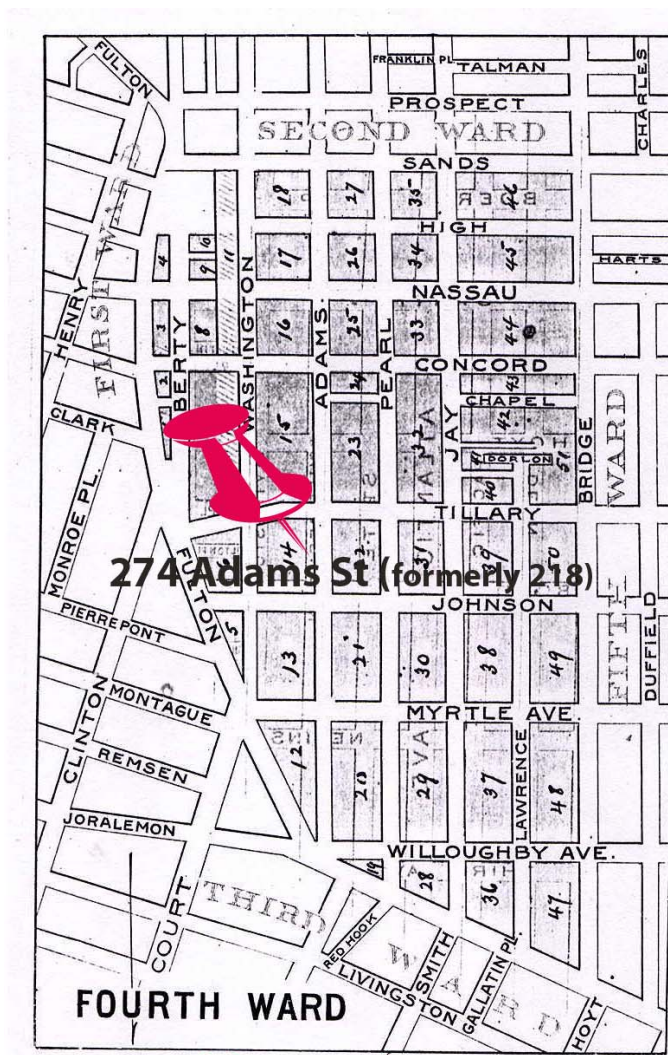 FULTON
FRANKLIN PL
TALMAN
CHARLES
PROSPECT
SECOND WARD
SANDS
18
27
35
46
HIGH
4
6
9
11
17
26
34
45
HARTS
NASSAU
HENRY
FIRST WARD
3
8
16
25
33
44
BERTY
WASHINGTON
ADAMS.
PEARL
CONCORD
2
24
43
CHAPEL
CLARK
15
23
32
JAY
42
41
DORLON
40
51
BRIDGE
WARD
MONROE PL.
TILLARY
14
31
39
274 Adams St (formerly 218)
FULTON
JOHNSON
PIERREPONT
5
13
21
30
38
49
FIFTH
DUFFIELD
MONTAGUE
MYRTLE AVE.
CLINTON
REMSEN
12
20
29
37
LAWRENCE
48
JORALEMON
WILLOUGHBY AVE.
19
28
36
47
COURT
THIRD
WARD
RED HOOK
SMITH
GALLATIN PL.
LIVINGSTON
HOYT
FOURTH WARD